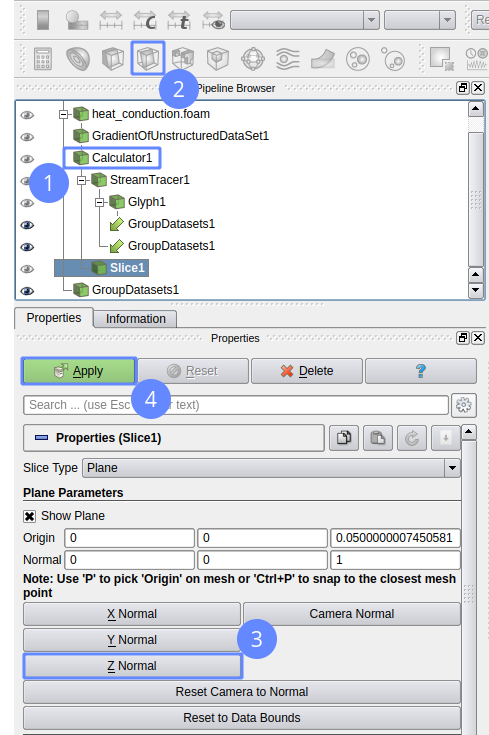 C
t
Re
2
Pipeline Browser
heat_conduction.foam
GradientOfUnstructuredDataSet1
Calculator1
1
StreamTracer1
Glyph1
GroupDatasets1
GroupDatasets1
Slice1
GroupDatasets1
Properties Information
Properties
Apply Reset Delete ?
4
Search ... (use Esc r text)
Properties (Slice1)
Slice Type Plane
Plane Parameters
Show Plane
Origin 0 0 0.0500000007450581
Normal 0 0 1
Note: Use 'P' to pick 'Origin' on mesh or 'Ctrl+P' to snap to the closest mesh
point
X Normal Camera Normal
Y Normal
3
Z Normal
Reset Camera to Normal
Reset to Data Bounds